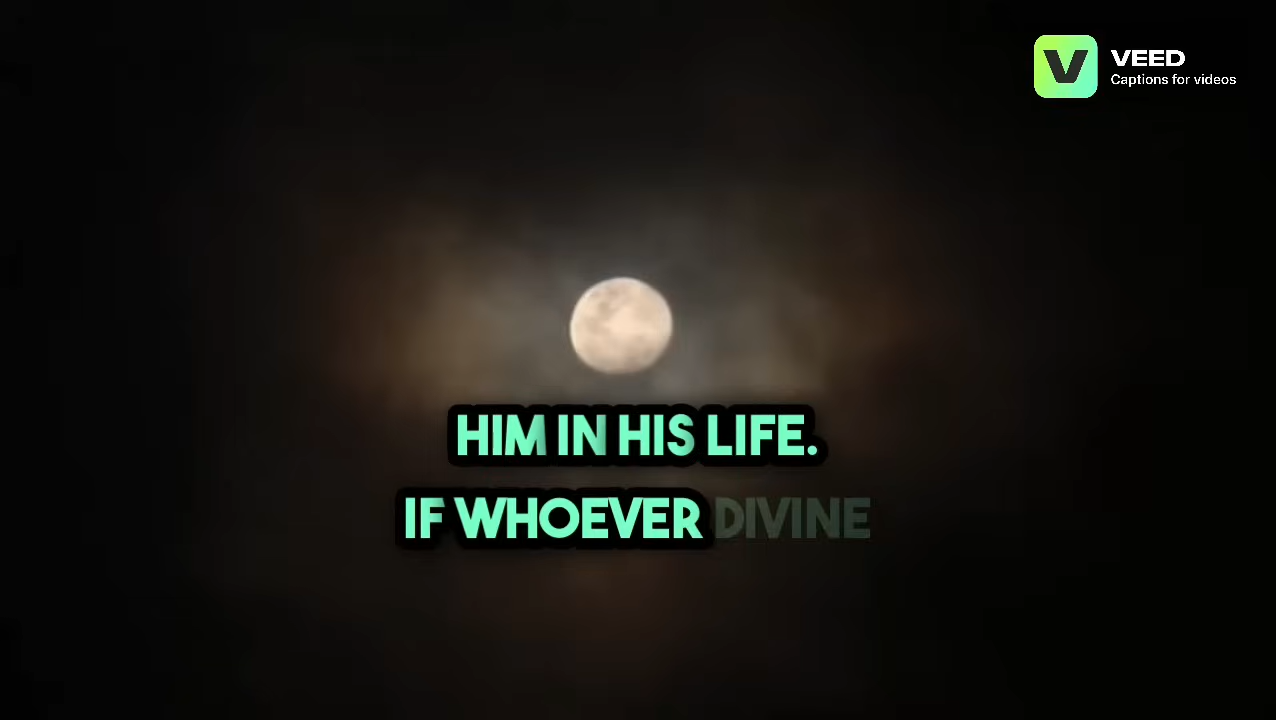 VEED
Captions for videos
HIM IN HIS LIFE.
IF WHOEVER DIVINE